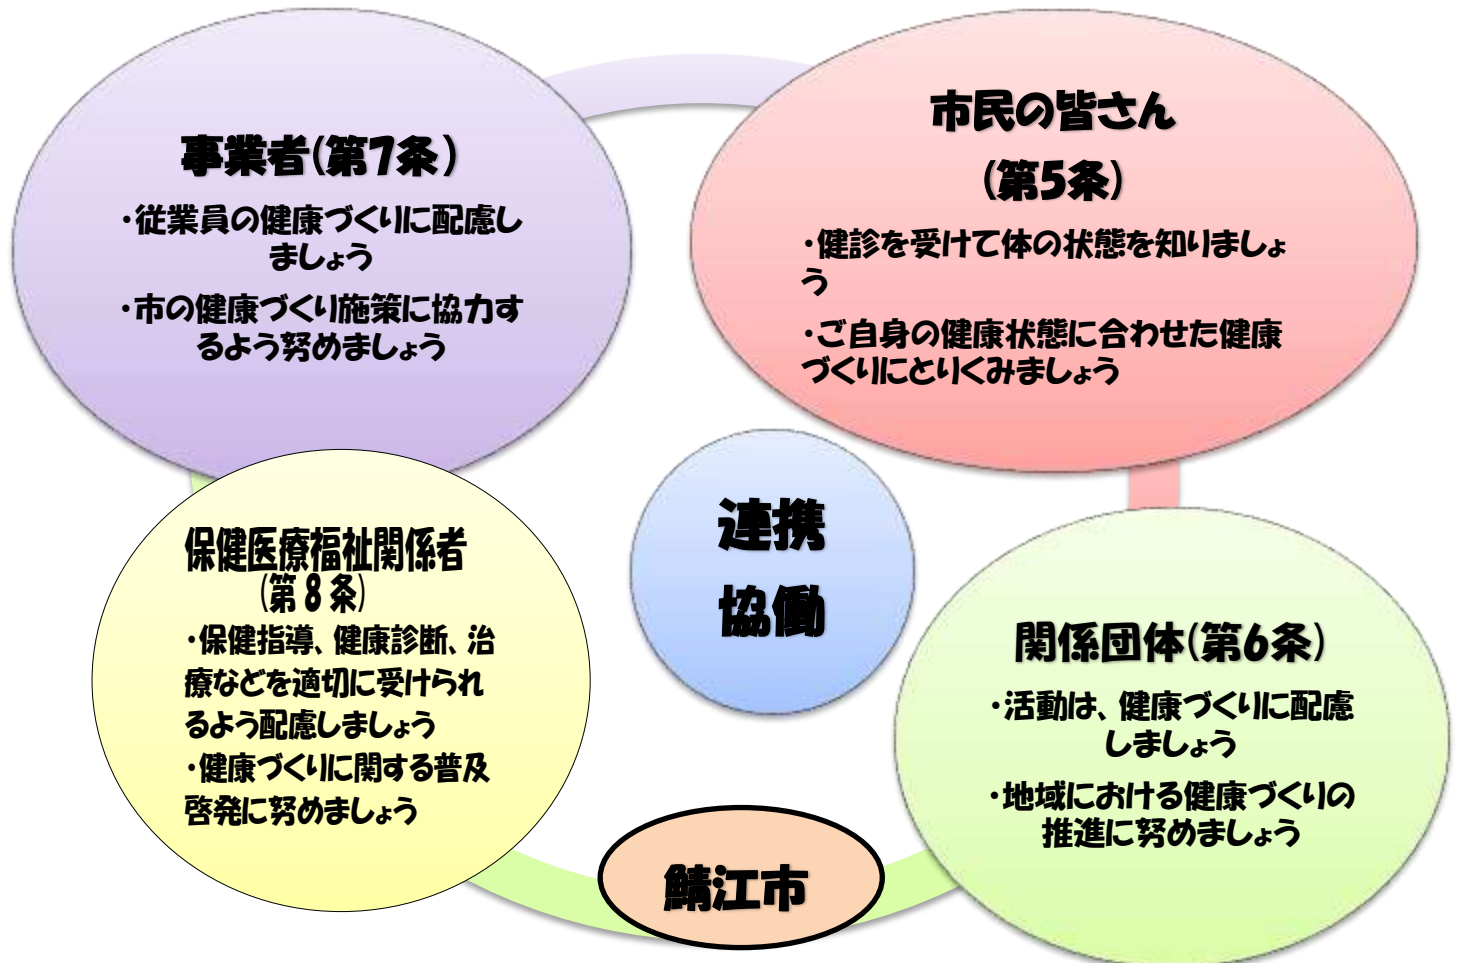 事業者(第7条)
・従業員の健康づくりに配慮し
ましょう
・市の健康づくり施策に協力す
るよう努めましょう
市民の皆さん
(第5条)
・健診を受けて体の状態を知りましょ
う
・ご自身の健康状態に合わせた健康
づくりにとりくみましょう
連携
協働
保健医療福祉関係者
(第8条)
・保健指導、健康診断、治
療などを適切に受けられ
るよう配慮しましょう
・健康づくりに関する普及
啓発に努めましょう
関係団体(第6条)
・活動は、健康づくりに配慮
しましょう
・地域における健康づくりの
推進に努めましょう
鯖江市